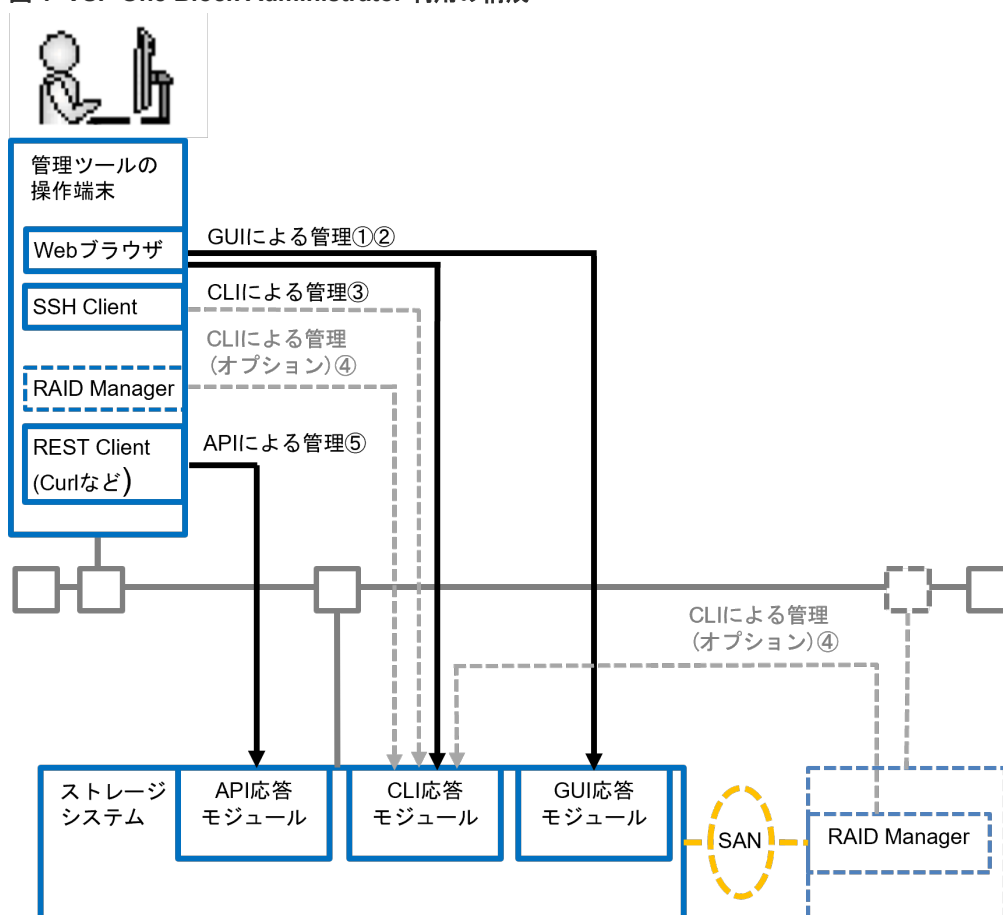 管理ツールの
操作端末
Webブラウザ
GUIによる管理①②
SSH Client
CLIによる管理③
CLIによる管理
(オプション)④
RAID Manager
REST Client
(Curlなど)
APIによる管理⑤
CLIによる管理
(オプション)④
ストレージ
システム
API応答
モジュール
CLI応答
モジュール
GUI応答
モジュール
SAN
RAID Manager